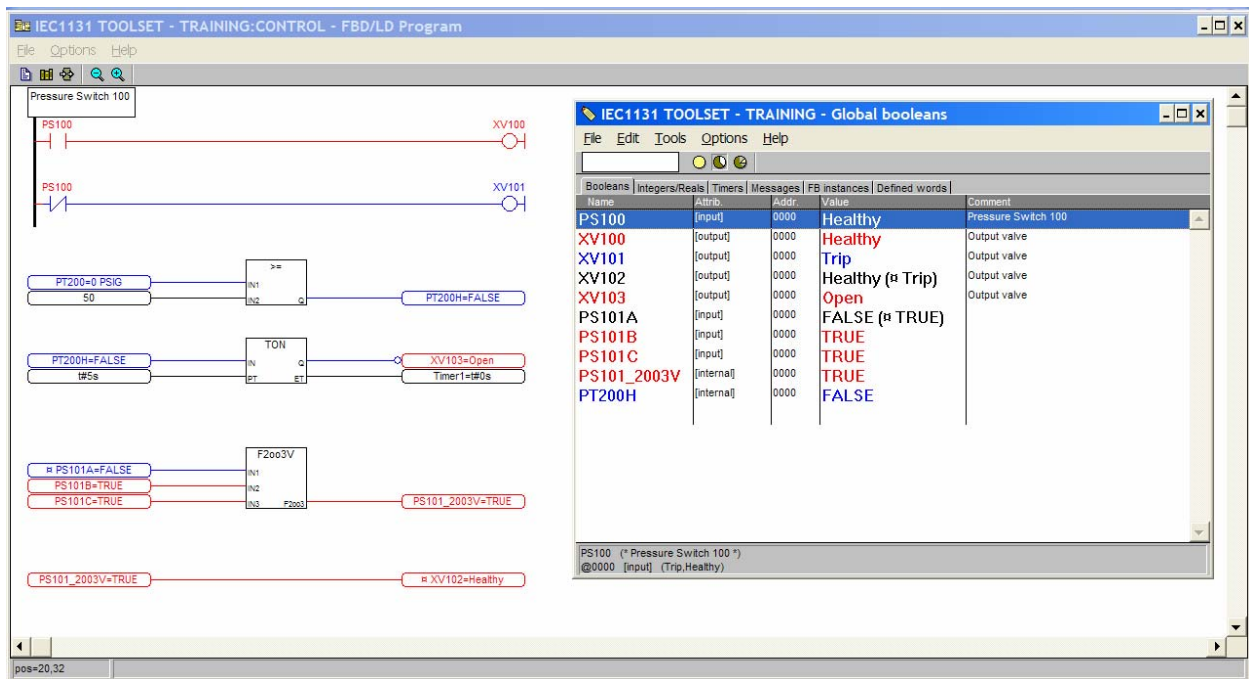 IEC1131 TOOLSET - TRAINING:CONTROL - FBD/LD Program
File Options Help
Pressure Switch 100
PS100 XV100
PS100 XV101
>=
PT200=0 PSIG IN1
50 IN2 Q PT200H=FALSE
TON
PT200H=FALSE IN Q XV103=Open
t#5s PT ET Timer1=t#0s
F2oo3V
¤ PS101A=FALSE IN1
PS101B=TRUE IN2
PS101C=TRUE IN3 F2oo3 PS101_2003V=TRUE
PS101_2003V=TRUE ¤ XV102=Healthy
pos=20,32
IEC1131 TOOLSET - TRAINING - Global booleans
File Edit Tools Options Help
Booleans Integers/Reals Timers Messages FB instances Defined words
Name Attrib. Addr. Value Comment
PS100 [input] 0000 Healthy Pressure Switch 100
XV100 [output] 0000 Healthy Output valve
XV101 [output] 0000 Trip Output valve
XV102 [output] 0000 Healthy (¤ Trip) Output valve
XV103 [output] 0000 Open Output valve
PS101A [input] 0000 FALSE (¤ TRUE)
PS101B [input] 0000 TRUE
PS101C [input] 0000 TRUE
PS101_2003V [internal] 0000 TRUE
PT200H [internal] 0000 FALSE
PS100 (* Pressure Switch 100 *)
@0000 [input] (Trip,Healthy)